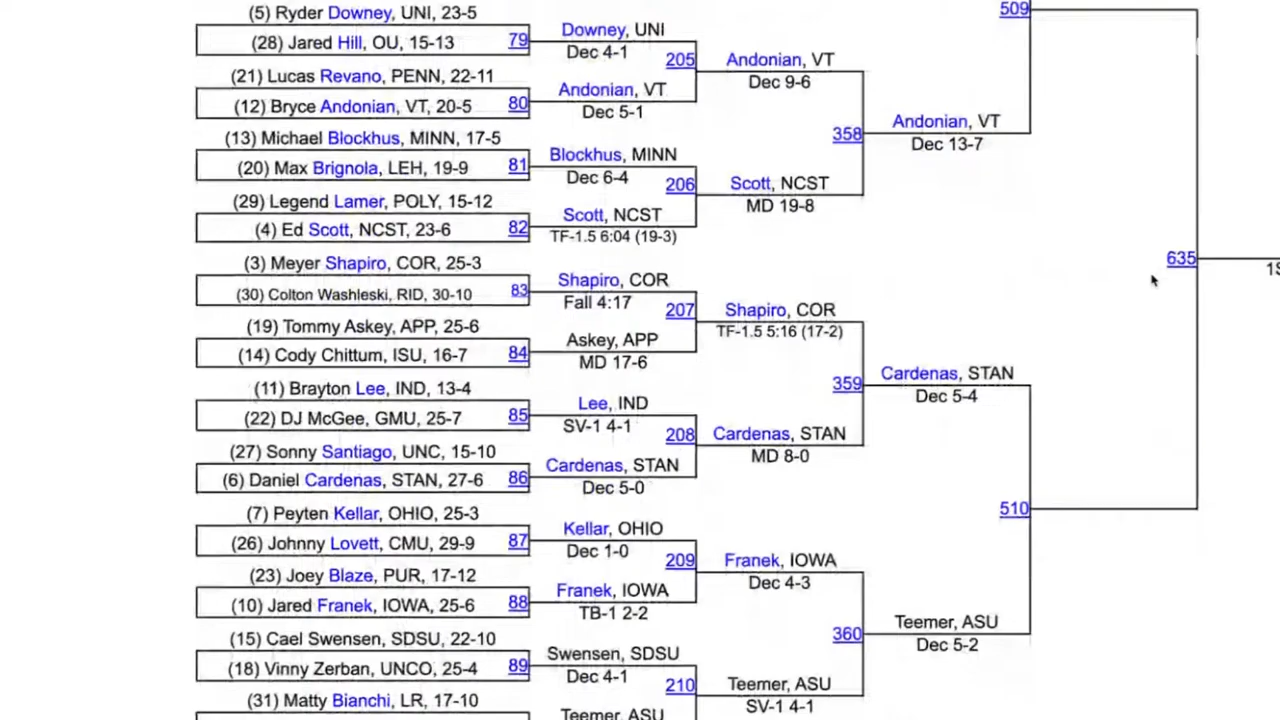 (5) Ryder Downey, UNI, 23-5
(28) Jared Hill, OU, 15-13
79
(21) Lucas Revano, PENN, 22-11
(12) Bryce Andonian, VT, 20-5
80
(13) Michael Blockhus, MINN, 17-5
(20) Max Brignola, LEH, 19-9
81
(29) Legend Lamer, POLY, 15-12
(4) Ed Scott, NCST, 23-6
82
(3) Meyer Shapiro, COR, 25-3
(30) Colton Washleski, RID, 30-10
83
(19) Tommy Askey, APP, 25-6
(14) Cody Chittum, ISU, 16-7
84
(11) Brayton Lee, IND, 13-4
(22) DJ McGee, GMU, 25-7
85
(27) Sonny Santiago, UNC, 15-10
(6) Daniel Cardenas, STAN, 27-6
86
(7) Peyten Kellar, OHIO, 25-3
(26) Johnny Lovett, CMU, 29-9
87
(23) Joey Blaze, PUR, 17-12
(10) Jared Franek, IOWA, 25-6
88
(15) Cael Swensen, SDSU, 22-10
(18) Vinny Zerban, UNCO, 25-4
89
(31) Matty Bianchi, LR, 17-10
Downey, UNI
Dec 4-1
205
Andonian, VT
Dec 5-1
Blockhus, MINN
Dec 6-4
206
Scott, NCST
TF-1.5 6:04 (19-3)
Shapiro, COR
Fall 4:17
207
Askey, APP
MD 17-6
Lee, IND
SV-1 4-1
208
Cardenas, STAN
Dec 5-0
Kellar, OHIO
Dec 1-0
209
Franek, IOWA
TB-1 2-2
Swensen, SDSU
Dec 4-1
210
Teemer, ASU
Andonian, VT
Dec 9-6
358
Scott, NCST
MD 19-8
Shapiro, COR
TF-1.5 5:16 (17-2)
359
Cardenas, STAN
MD 8-0
Franek, IOWA
Dec 4-3
360
Teemer, ASU
SV-1 4-1
509
Andonian, VT
Dec 13-7
Cardenas, STAN
Dec 5-4
510
Teemer, ASU
Dec 5-2
635